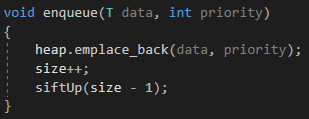 void enqueue(T data, int priority)
{
    heap.emplace_back(data, priority);
    size++;
    siftUp(size - 1);
}